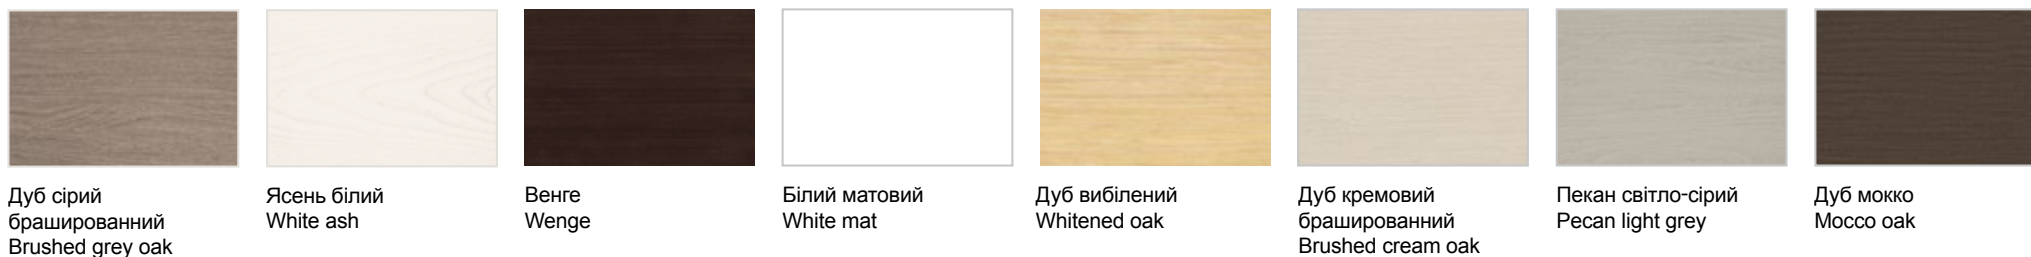 Дуб сірий
брашированний
Brushed grey oak
Ясень білий
White ash
Венге
Wenge
Білий матовий
White mat
Дуб вибілений
Whitened oak
Дуб кремовий
брашированний
Brushed cream oak
Пекан світло-сірий
Pecan light grey
Дуб мокко
Mocco oak